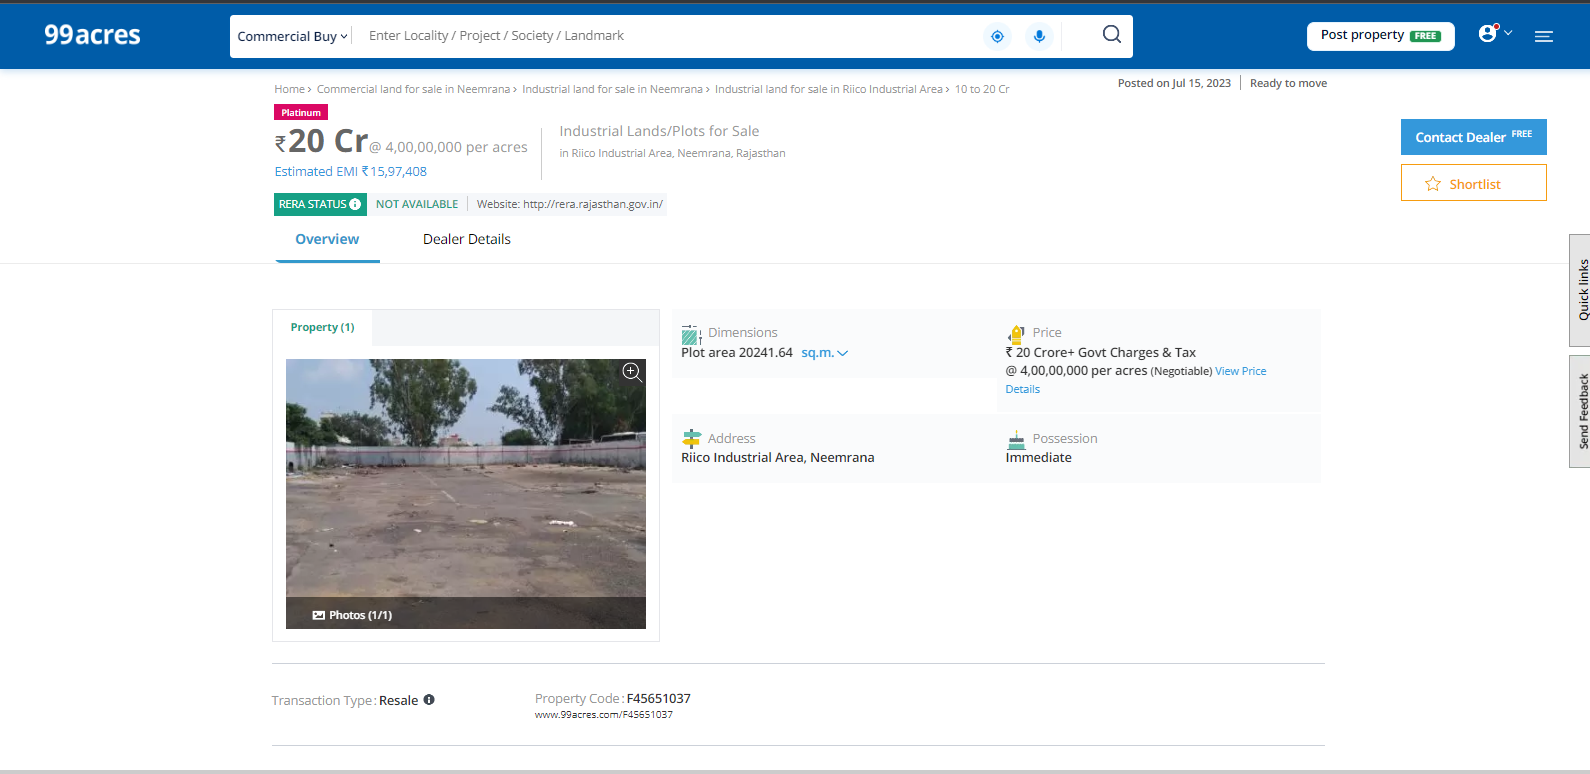 99acres
Commercial Buy
Enter Locality / Project / Society / Landmark
Post property FREE
Home › Commercial land for sale in Neemrana › Industrial land for sale in Neemrana › Industrial land for sale in Riico Industrial Area › 10 to 20 Cr
Posted on Jul 15, 2023 | Ready to move
Platinum
₹20 Cr @ 4,00,00,000 per acres
Estimated EMI ₹15,97,408
Industrial Lands/Plots for Sale
in Riico Industrial Area, Neemrana, Rajasthan
Contact Dealer FREE
Shortlist
RERA STATUS NOT AVAILABLE | Website: http://rera.rajasthan.gov.in/
Overview
Dealer Details
Quick links
Send Feedback
Property (1)
Photos (1/1)
Dimensions
Plot area 20241.64 sq.m.
Price
₹ 20 Crore+ Govt Charges & Tax
@ 4,00,00,000 per acres (Negotiable) View Price
Details
Address
Riico Industrial Area, Neemrana
Possession
Immediate
Transaction Type: Resale
Property Code: F45651037
www.99acres.com/F45651037